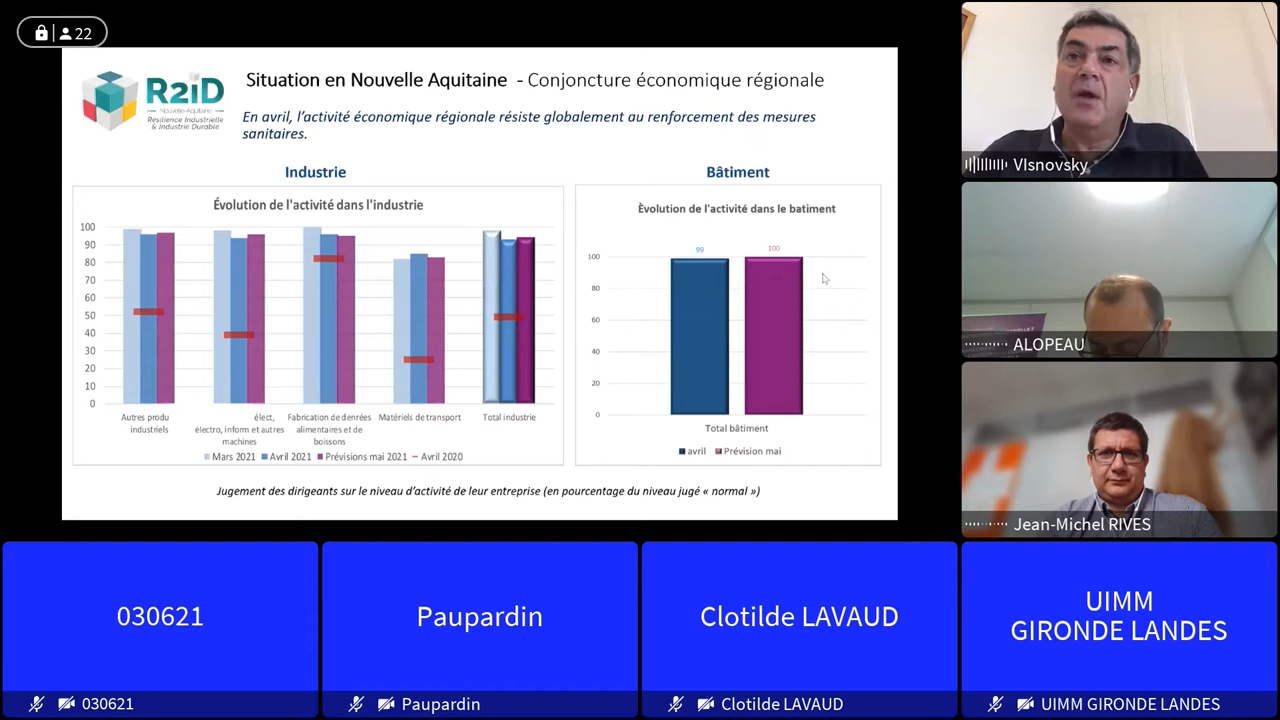 22
R2iD
Nouvelle-Aquitaine
Résilience Industrielle
& Industrie Durable
Situation en Nouvelle Aquitaine - Conjoncture économique régionale
En avril, l'activité économique régionale résiste globalement au renforcement des mesures
sanitaires.
Industrie
Évolution de l'activité dans l'industrie
100
90
80
70
60
50
40
30
20
10
0
Autres produ
industriels
élect,
électro, inform et autres
machines
Fabrication de denrées
alimentaires et de
boissons
Matériels de transport
Total industrie
Mars 2021 Avril 2021 Prévisions mai 2021 Avril 2020
Bâtiment
Èvolution de l'activité dans le batiment
99
100
100
80
60
40
20
0
Total bâtiment
avril Prévision mai
Jugement des dirigeants sur le niveau d'activité de leur entreprise (en pourcentage du niveau jugé « normal »)
VIsnovsky
ALOPEAU
Jean-Michel RIVES
030621
Paupardin
Clotilde LAVAUD
UIMM
GIRONDE LANDES
030621
Paupardin
Clotilde LAVAUD
UIMM GIRONDE LANDES